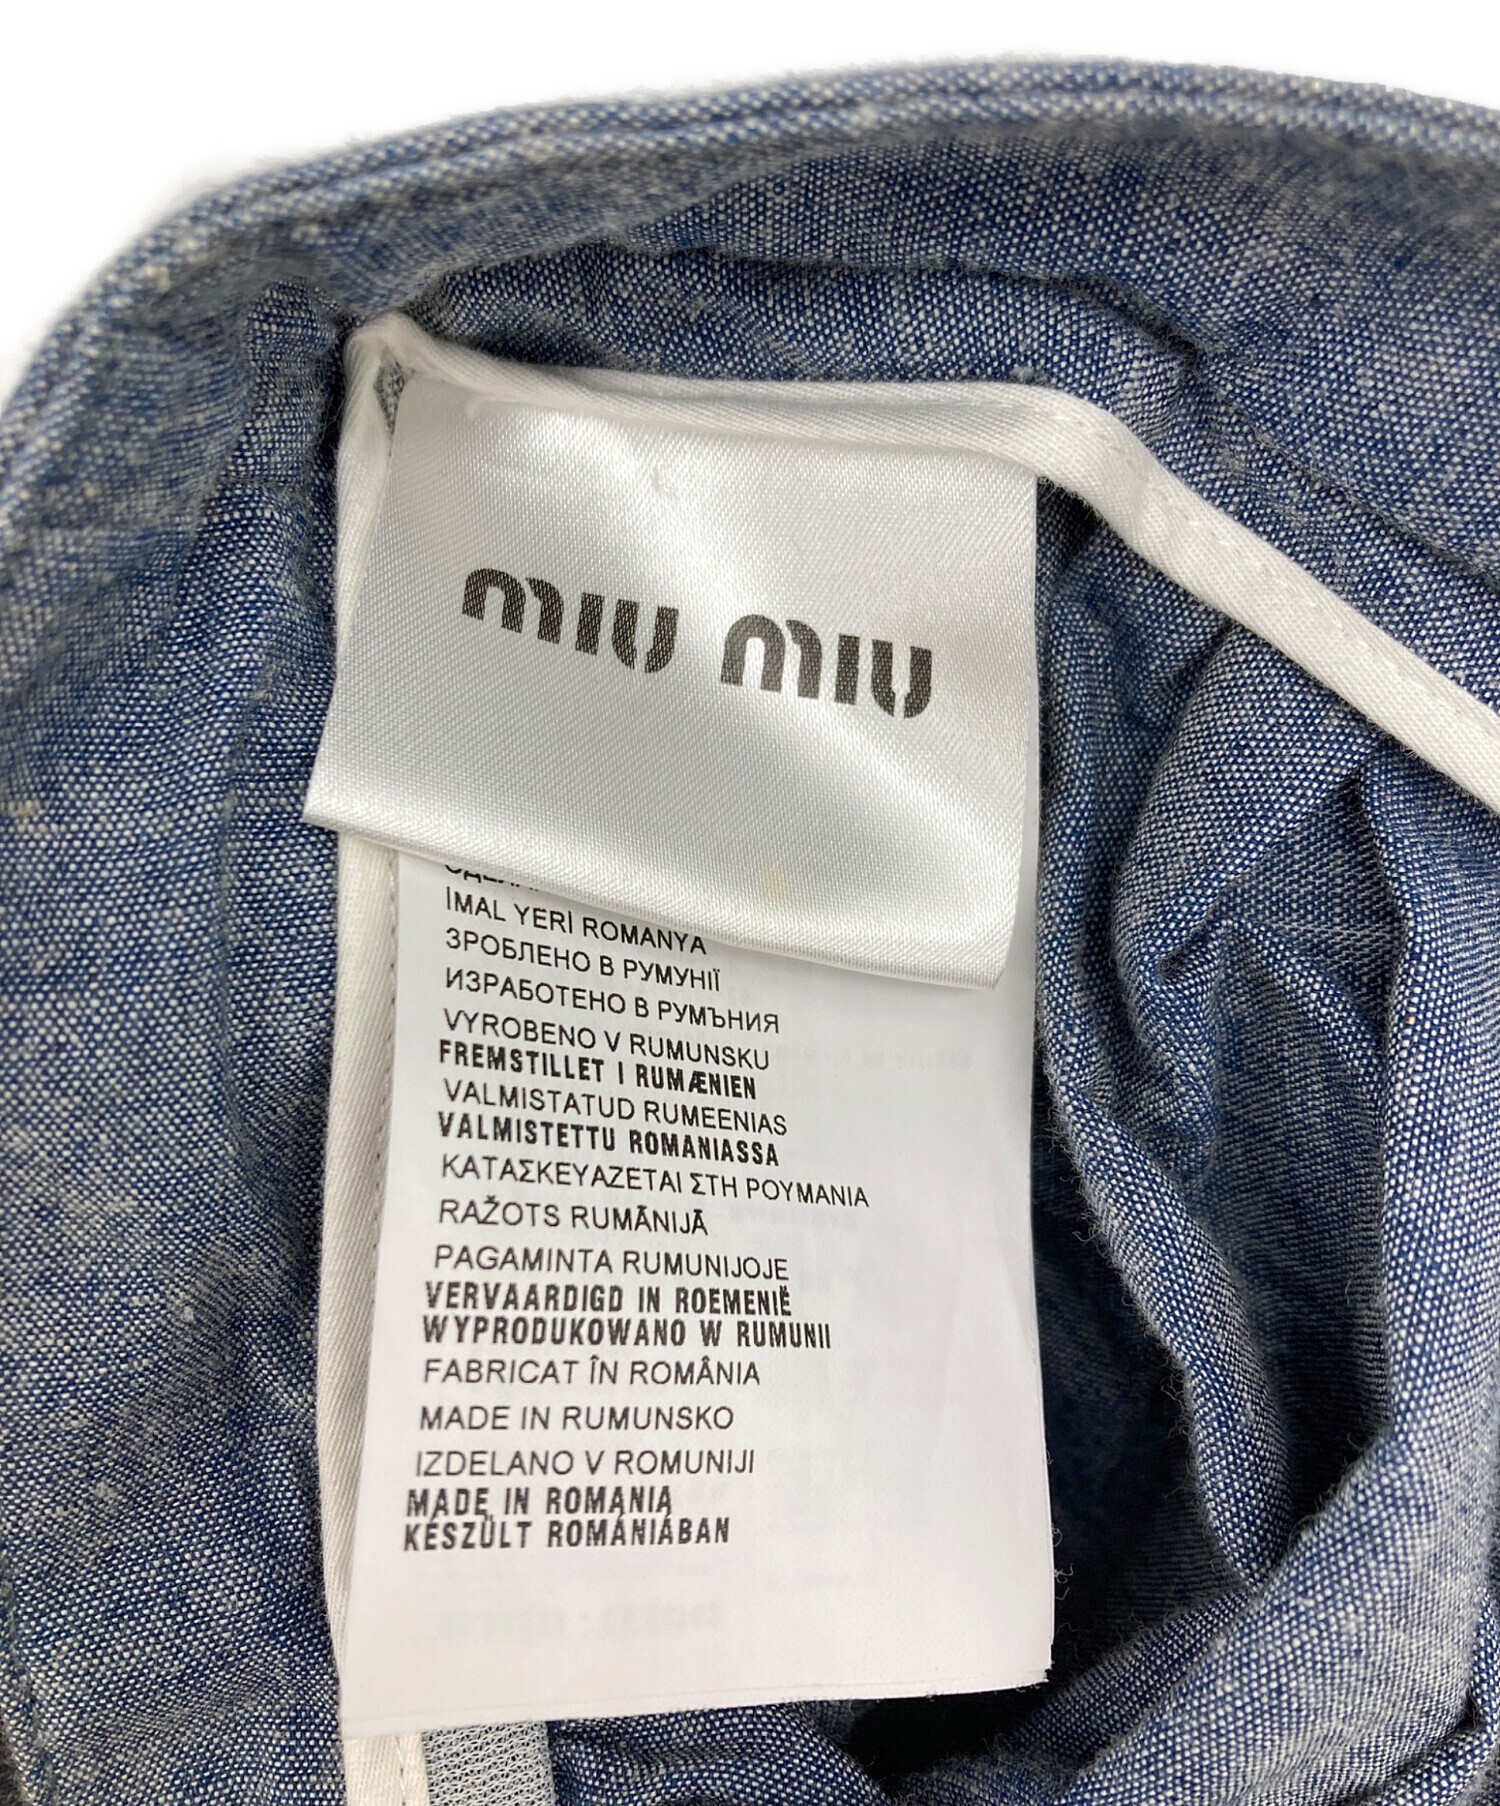 miu miu
İMAL YERİ ROMANYA
ЗРОБЛЕНО В РУМУНІЇ
ИЗРАБОТЕНО В РУМЪНИЯ
VYROBENO V RUMUNSKU
FREMSTILLET I RUMÆNIEN
VALMISTATUD RUMEENIAS
VALMISTETTU ROMANIASSA
ΚΑΤΑΣΚΕΥΑΖΕΤΑΙ ΣΤΗ ΡΟΥΜΑΝΙΑ
RAŽOTS RUMĀNIJĀ
PAGAMINTA RUMUNIJOJE
VERVAARDIGD IN ROEMENIË
WYPRODUKOWANO W RUMUNII
FABRICAT ÎN ROMÂNIA
MADE IN RUMUNSKO
IZDELANO V ROMUNIJI
MADE IN ROMANIA
KÉSZÜLT ROMÁNIÁBAN